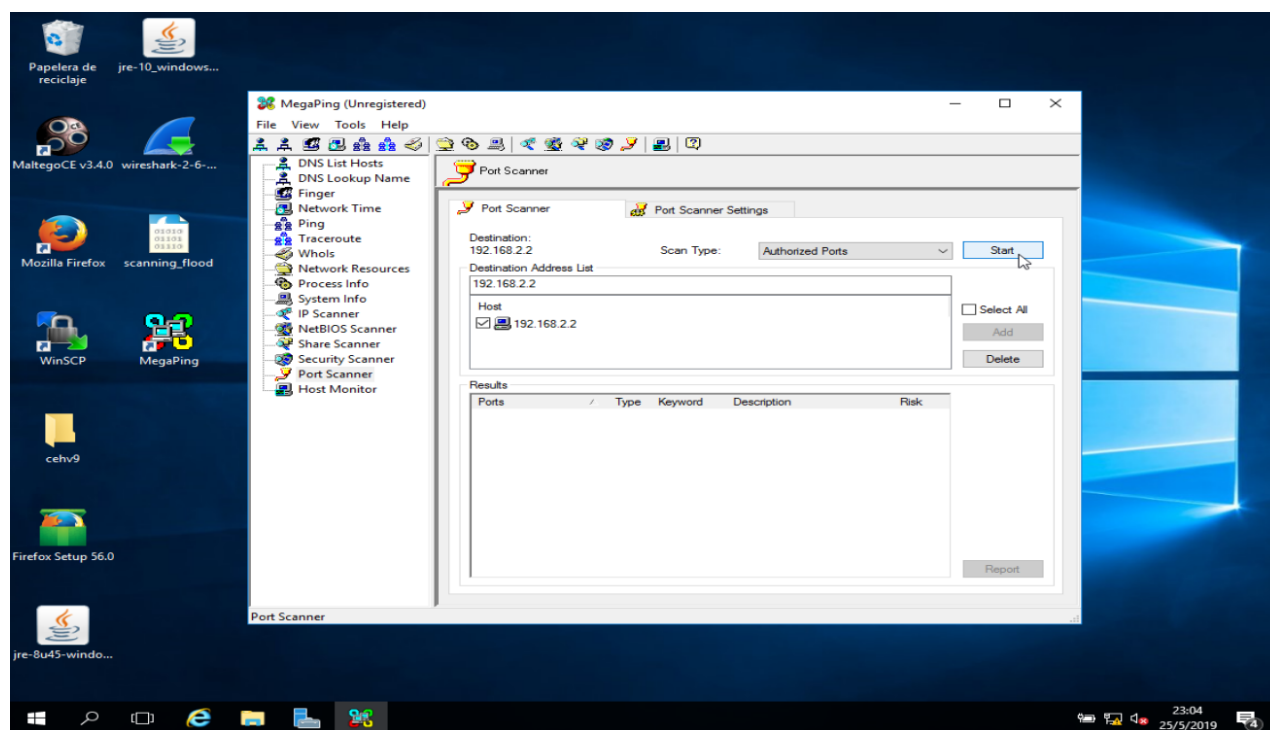 Papelera de reciclaje
jre-10_windows...
MaltegoCE v3.4.0
wireshark-2-6-...
Mozilla Firefox
scanning_flood
01010
01101
01110
WinSCP
MegaPing
cehv9
Firefox Setup 56.0
jre-8u45-windo...
MegaPing (Unregistered)
File View Tools Help
DNS List Hosts
DNS Lookup Name
Finger
Network Time
Ping
Traceroute
WhoIs
Network Resources
Process Info
System Info
IP Scanner
NetBIOS Scanner
Share Scanner
Security Scanner
Port Scanner
Host Monitor
Port Scanner
Port Scanner
Port Scanner Settings
Destination:
192.168.2.2
Scan Type:
Authorized Ports
Start
Destination Address List
192.168.2.2
Host
192.168.2.2
Select All
Add
Delete
Results
Ports Type Keyword Description Risk
Report
Port Scanner
23:04
25/5/2019
4